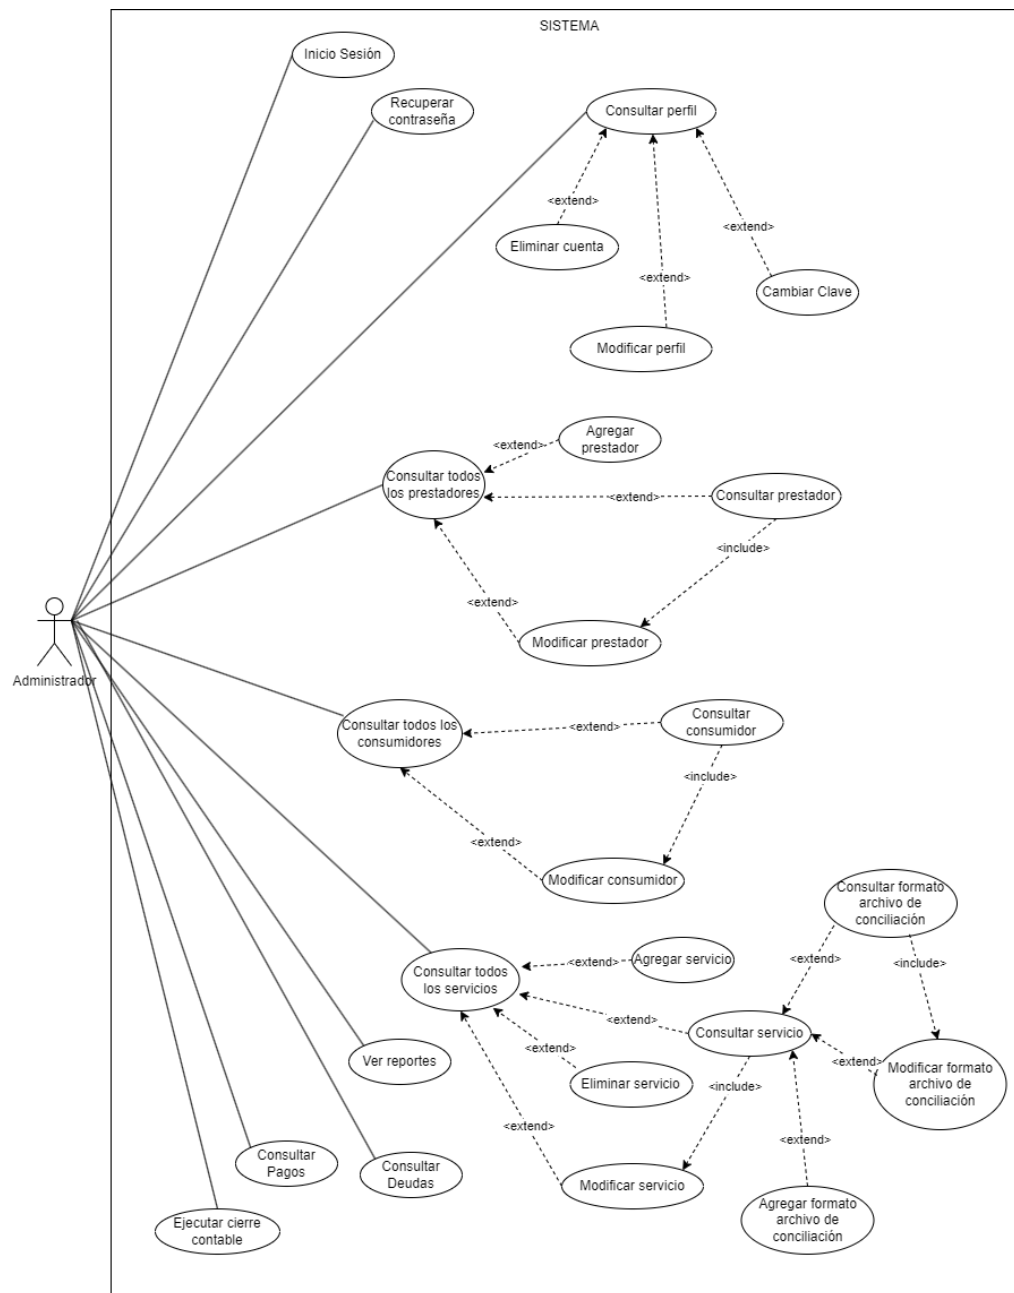 SISTEMA
Inicio Sesión
Recuperar
contraseña
Consultar perfil
<extend>
<extend>
Eliminar cuenta
<extend>
Cambiar Clave
Modificar perfil
Agregar
prestador
<extend>
Consultar todos
los prestadores
<extend>
Consultar prestador
<include>
<extend>
Modificar prestador
Administrador
Consultar todos los
consumidores
<extend>
Consultar
consumidor
<include>
<extend>
Modificar consumidor
Consultar formato
archivo de
conciliación
<extend>
<include>
Consultar todos
los servicios
<extend>
Agregar servicio
<extend>
Consultar servicio
<extend>
<extend>
Modificar formato
archivo de
conciliación
Ver reportes
Eliminar servicio
<include>
<extend>
<extend>
Consultar
Pagos
Consultar
Deudas
Modificar servicio
Agregar formato
archivo de
conciliación
Ejecutar cierre
contable